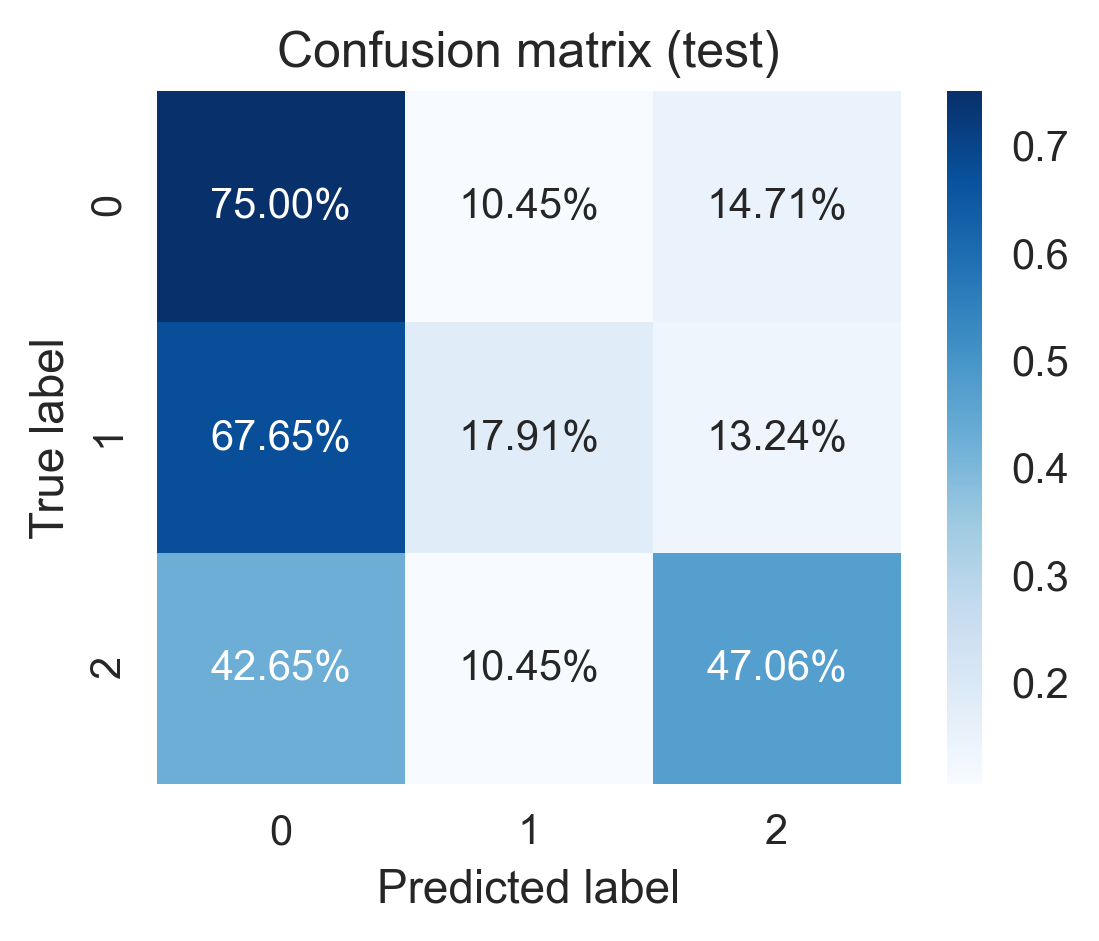 Confusion matrix (test)
0 75.00% 10.45% 14.71%
1 67.65% 17.91% 13.24%
2 42.65% 10.45% 47.06%
0 1 2
True label
Predicted label
0.7
0.6
0.5
0.4
0.3
0.2